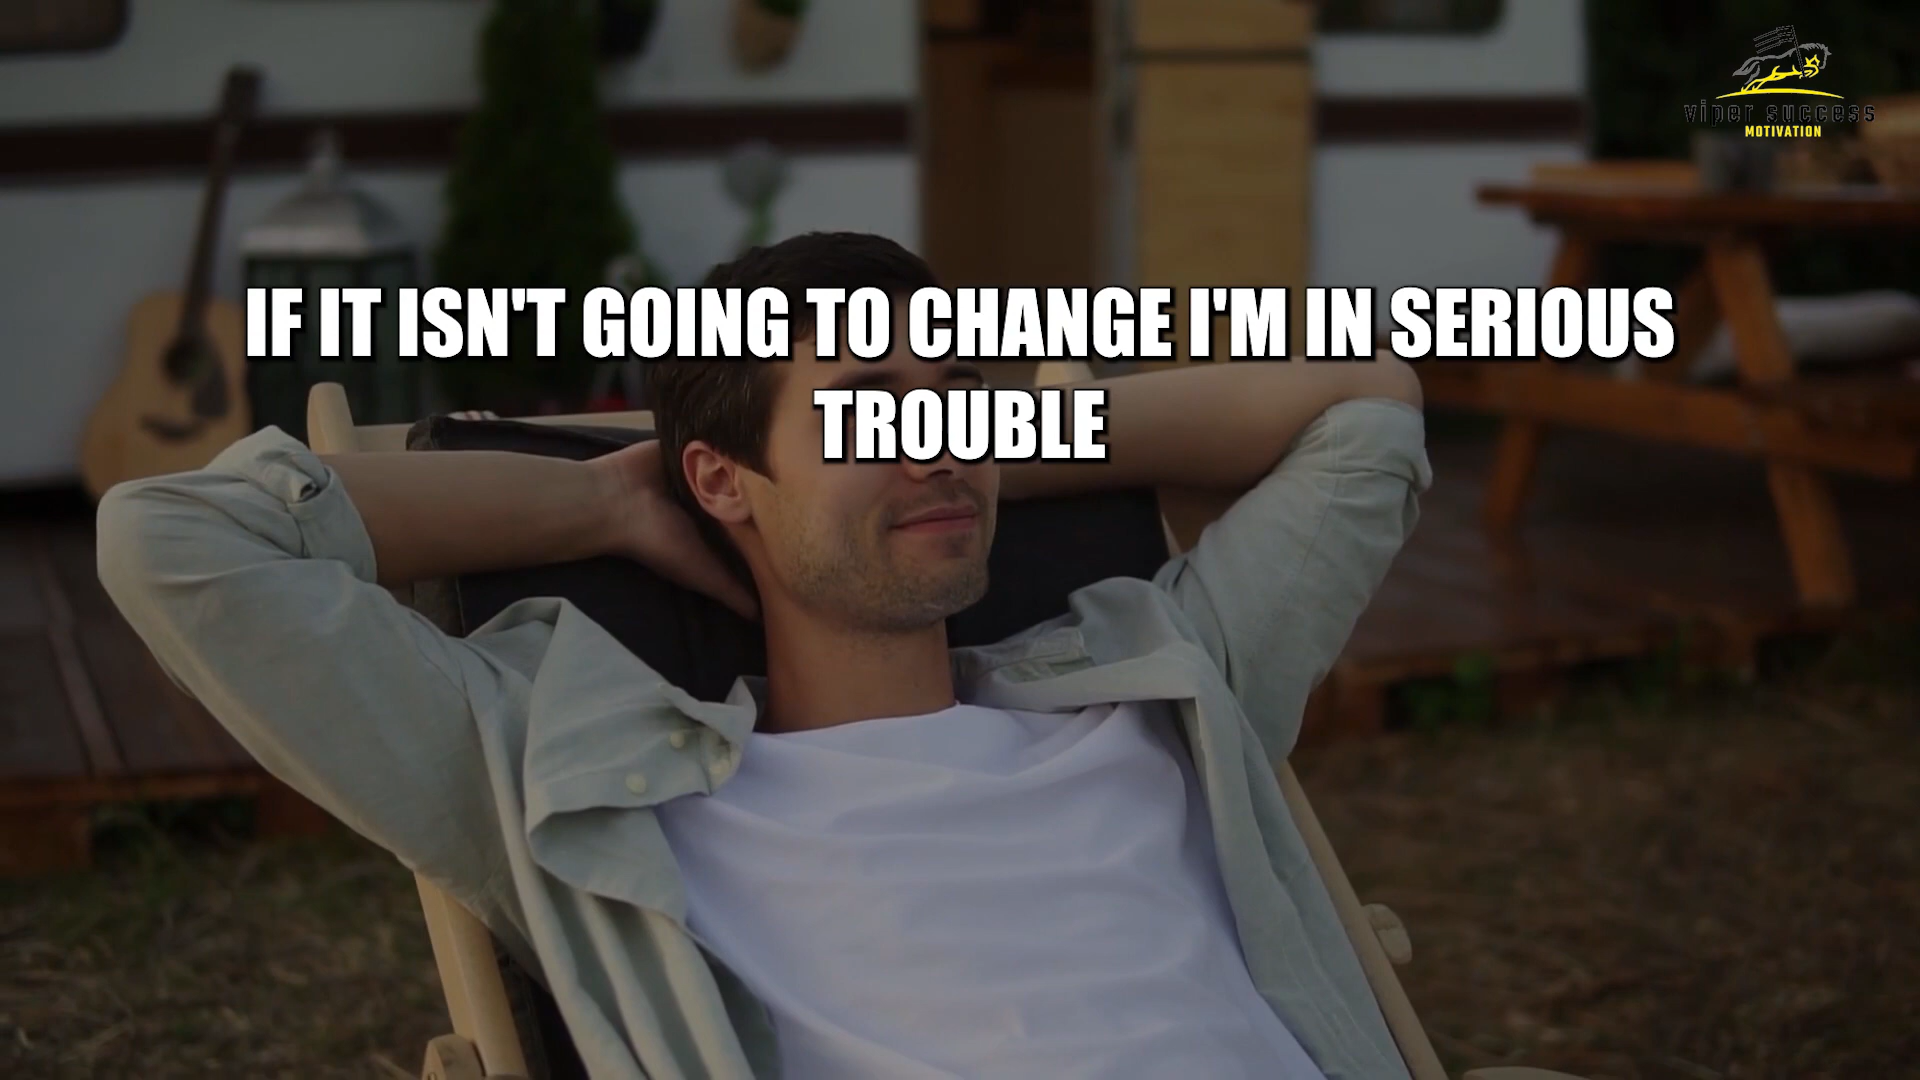 viper success
MOTIVATION
IF IT ISN'T GOING TO CHANGE I'M IN SERIOUS
TROUBLE